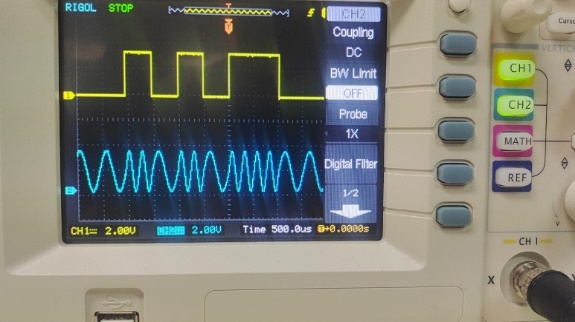 RIGOL STOP
CH2
Coupling
DC
BW Limit
OFF
Probe
1X
Digital Filter
1/2
CH1 2.00V 2.00V Time 500.0us 0.0000s
CH1
CH2
MATH
REF
CH 1
X